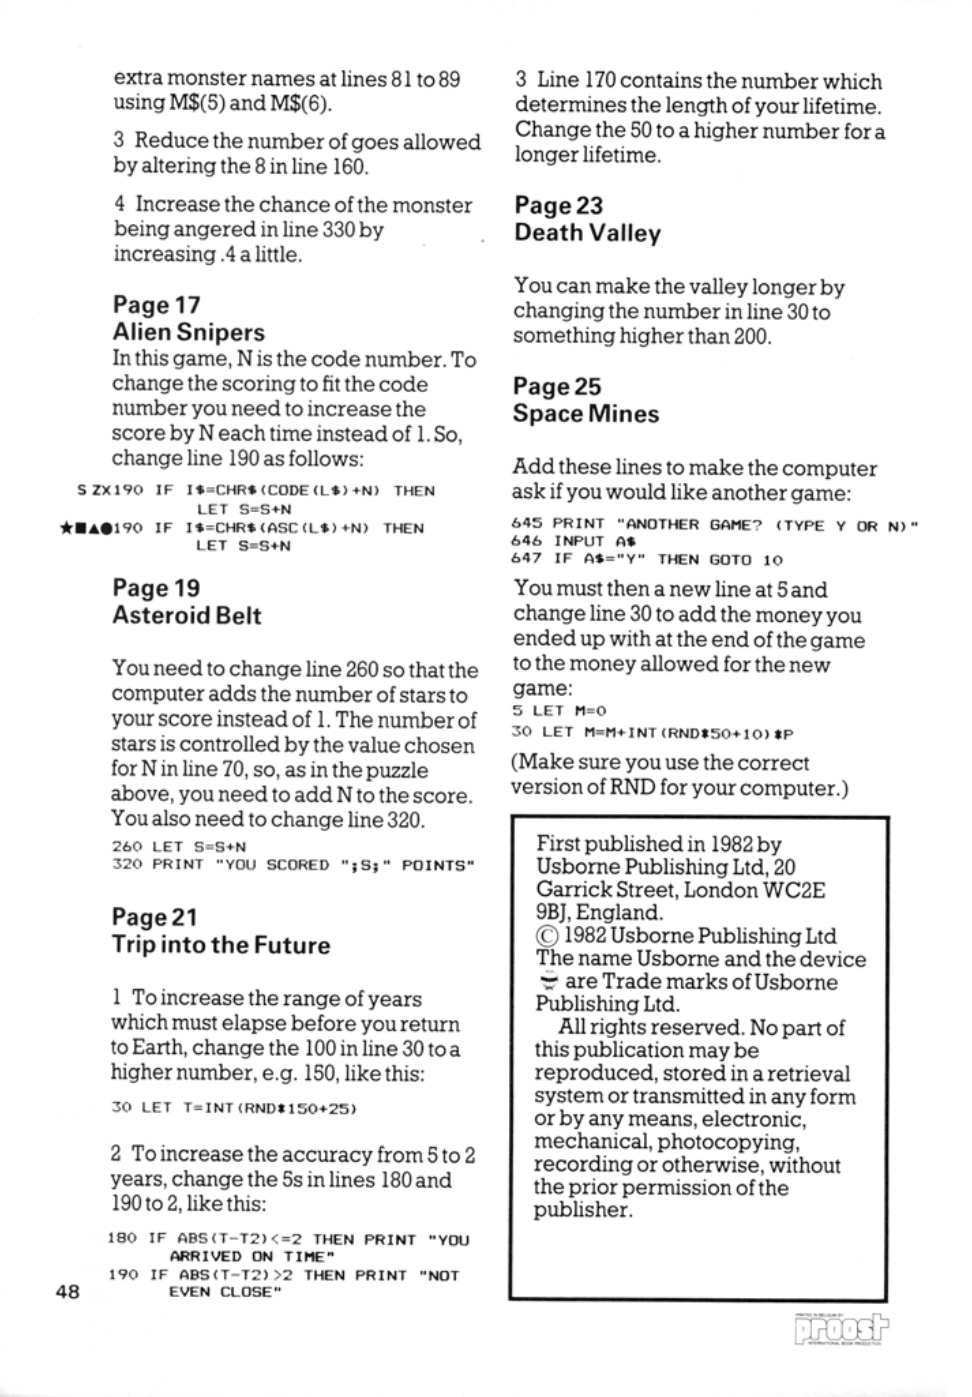 extra monster names at lines 81 to 89
using M$(5) and M$(6).
3 Reduce the number of goes allowed
by altering the 8 in line 160.
4 Increase the chance of the monster
being angered in line 330 by
increasing .4 a little.
Page 17
Alien Snipers
In this game, N is the code number. To
change the scoring to fit the code
number you need to increase the
score by N each time instead of 1. So,
change line 190 as follows:
S ZX190 IF I$=CHR$(CODE(L$)+N) THEN
LET S=S+N
★■▲●190 IF I$=CHR$(ASC(L$)+N) THEN
LET S=S+N
Page 19
Asteroid Belt
You need to change line 260 so that the
computer adds the number of stars to
your score instead of 1. The number of
stars is controlled by the value chosen
for N in line 70, so, as in the puzzle
above, you need to add N to the score.
You also need to change line 320.
260 LET S=S+N
320 PRINT "YOU SCORED ";S;" POINTS"
Page 21
Trip into the Future
1 To increase the range of years
which must elapse before you return
to Earth, change the 100 in line 30 to a
higher number, e.g. 150, like this:
30 LET T=INT(RND*150+25)
2 To increase the accuracy from 5 to 2
years, change the 5s in lines 180 and
190 to 2, like this:
180 IF ABS(T-T2)<=2 THEN PRINT "YOU
ARRIVED ON TIME"
190 IF ABS(T-T2)>2 THEN PRINT "NOT
EVEN CLOSE"
48
3 Line 170 contains the number which
determines the length of your lifetime.
Change the 50 to a higher number for a
longer lifetime.
Page 23
Death Valley
You can make the valley longer by
changing the number in line 30 to
something higher than 200.
Page 25
Space Mines
Add these lines to make the computer
ask if you would like another game:
645 PRINT "ANOTHER GAME? (TYPE Y OR N)"
646 INPUT A$
647 IF A$="Y" THEN GOTO 10
You must then a new line at 5 and
change line 30 to add the money you
ended up with at the end of the game
to the money allowed for the new
game:
5 LET M=0
30 LET M=M+INT(RND*50+10)*P
(Make sure you use the correct
version of RND for your computer.)
First published in 1982 by
Usborne Publishing Ltd, 20
Garrick Street, London WC2E
9BJ, England.
© 1982 Usborne Publishing Ltd
The name Usborne and the device
are Trade marks of Usborne
Publishing Ltd.
All rights reserved. No part of
this publication may be
reproduced, stored in a retrieval
system or transmitted in any form
or by any means, electronic,
mechanical, photocopying,
recording or otherwise, without
the prior permission of the
publisher.
PRINTED IN BELGIUM BY
proost
INTERNATIONAL BOOK PRODUCTION